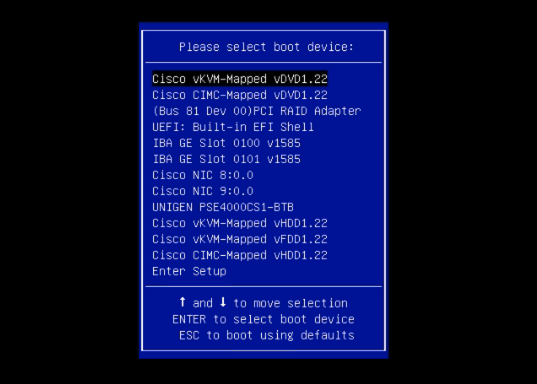 Please select boot device:
Cisco vKVM-Mapped vDVD1.22
Cisco CIMC-Mapped vDVD1.22
(Bus 81 Dev 00)PCI RAID Adapter
UEFI: Built-in EFI Shell
IBA GE Slot 0100 v1585
IBA GE Slot 0101 v1585
Cisco NIC 8:0.0
Cisco NIC 9:0.0
UNIGEN PSE4000CS1-BTB
Cisco vKVM-Mapped vHDD1.22
Cisco vKVM-Mapped vFDD1.22
Cisco CIMC-Mapped vHDD1.22
Enter Setup
↑ and ↓ to move selection
ENTER to select boot device
ESC to boot using defaults